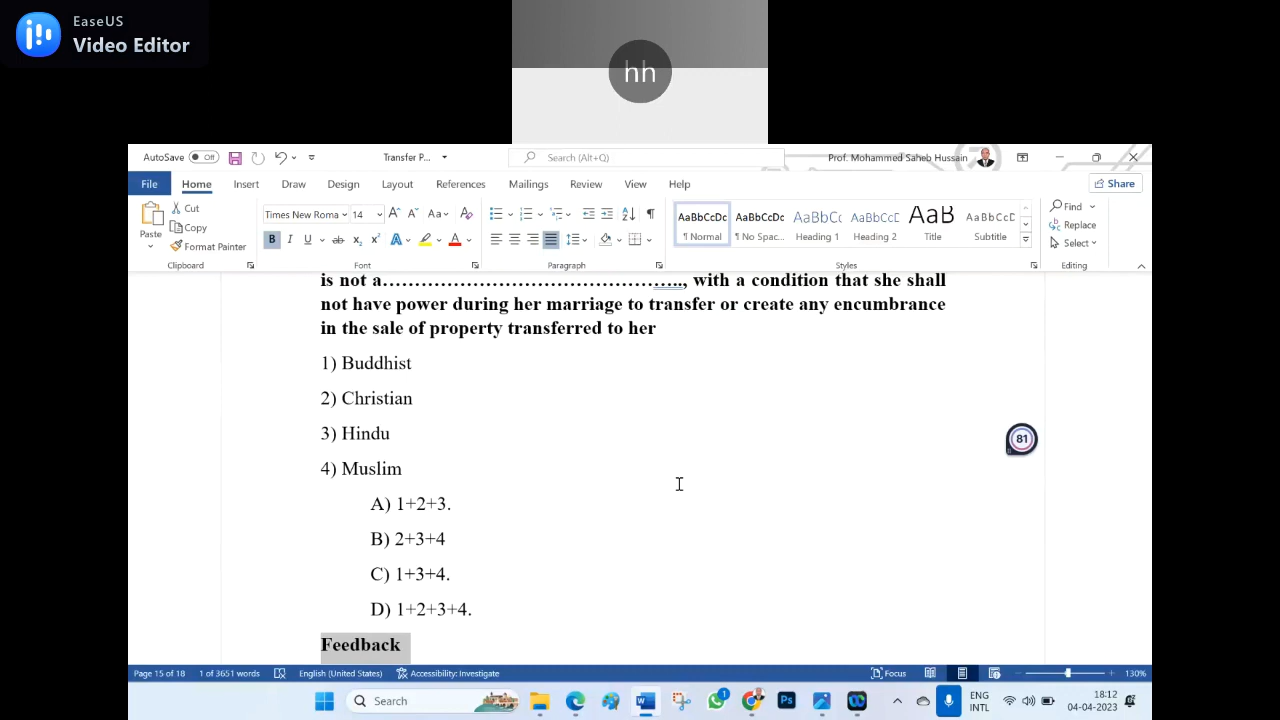 EaseUS
Video Editor
hh
AutoSave Off
Transfer P...
Search (Alt+Q)
Prof. Mohammed Saheb Hussain
File Home Insert Draw Design Layout References Mailings Review View Help
Share
Paste
Cut
Copy
Format Painter
Clipboard
Times New Roma 14
Font
Paragraph
AaBbCcDc AaBbCcDc AaBbCc AaBbCcD AaB AaBbCcD
¶ Normal ¶ No Spac... Heading 1 Heading 2 Title Subtitle
Styles
Find
Replace
Select
Editing
is not a…………………………………….., with a condition that she shall
not have power during her marriage to transfer or create any encumbrance
in the sale of property transferred to her
1) Buddhist
2) Christian
3) Hindu
4) Muslim
A) 1+2+3.
B) 2+3+4
C) 1+3+4.
D) 1+2+3+4.
Feedback
81
Page 15 of 18 1 of 3651 words English (United States) Accessibility: Investigate
Focus
130%
Search
1
Ps
ENG
INTL
18:12
04-04-2023